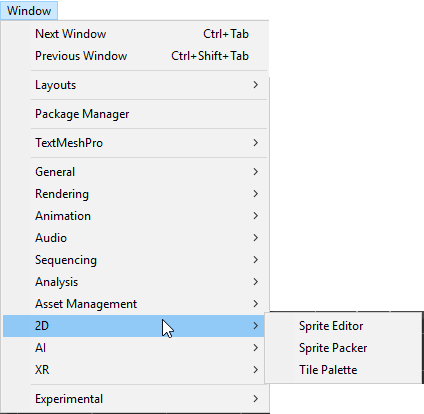 Window
Next Window Ctrl+Tab
Previous Window Ctrl+Shift+Tab
Layouts
Package Manager
TextMeshPro
General
Rendering
Animation
Audio
Sequencing
Analysis
Asset Management
2D
Sprite Editor
AI
Sprite Packer
XR
Tile Palette
Experimental